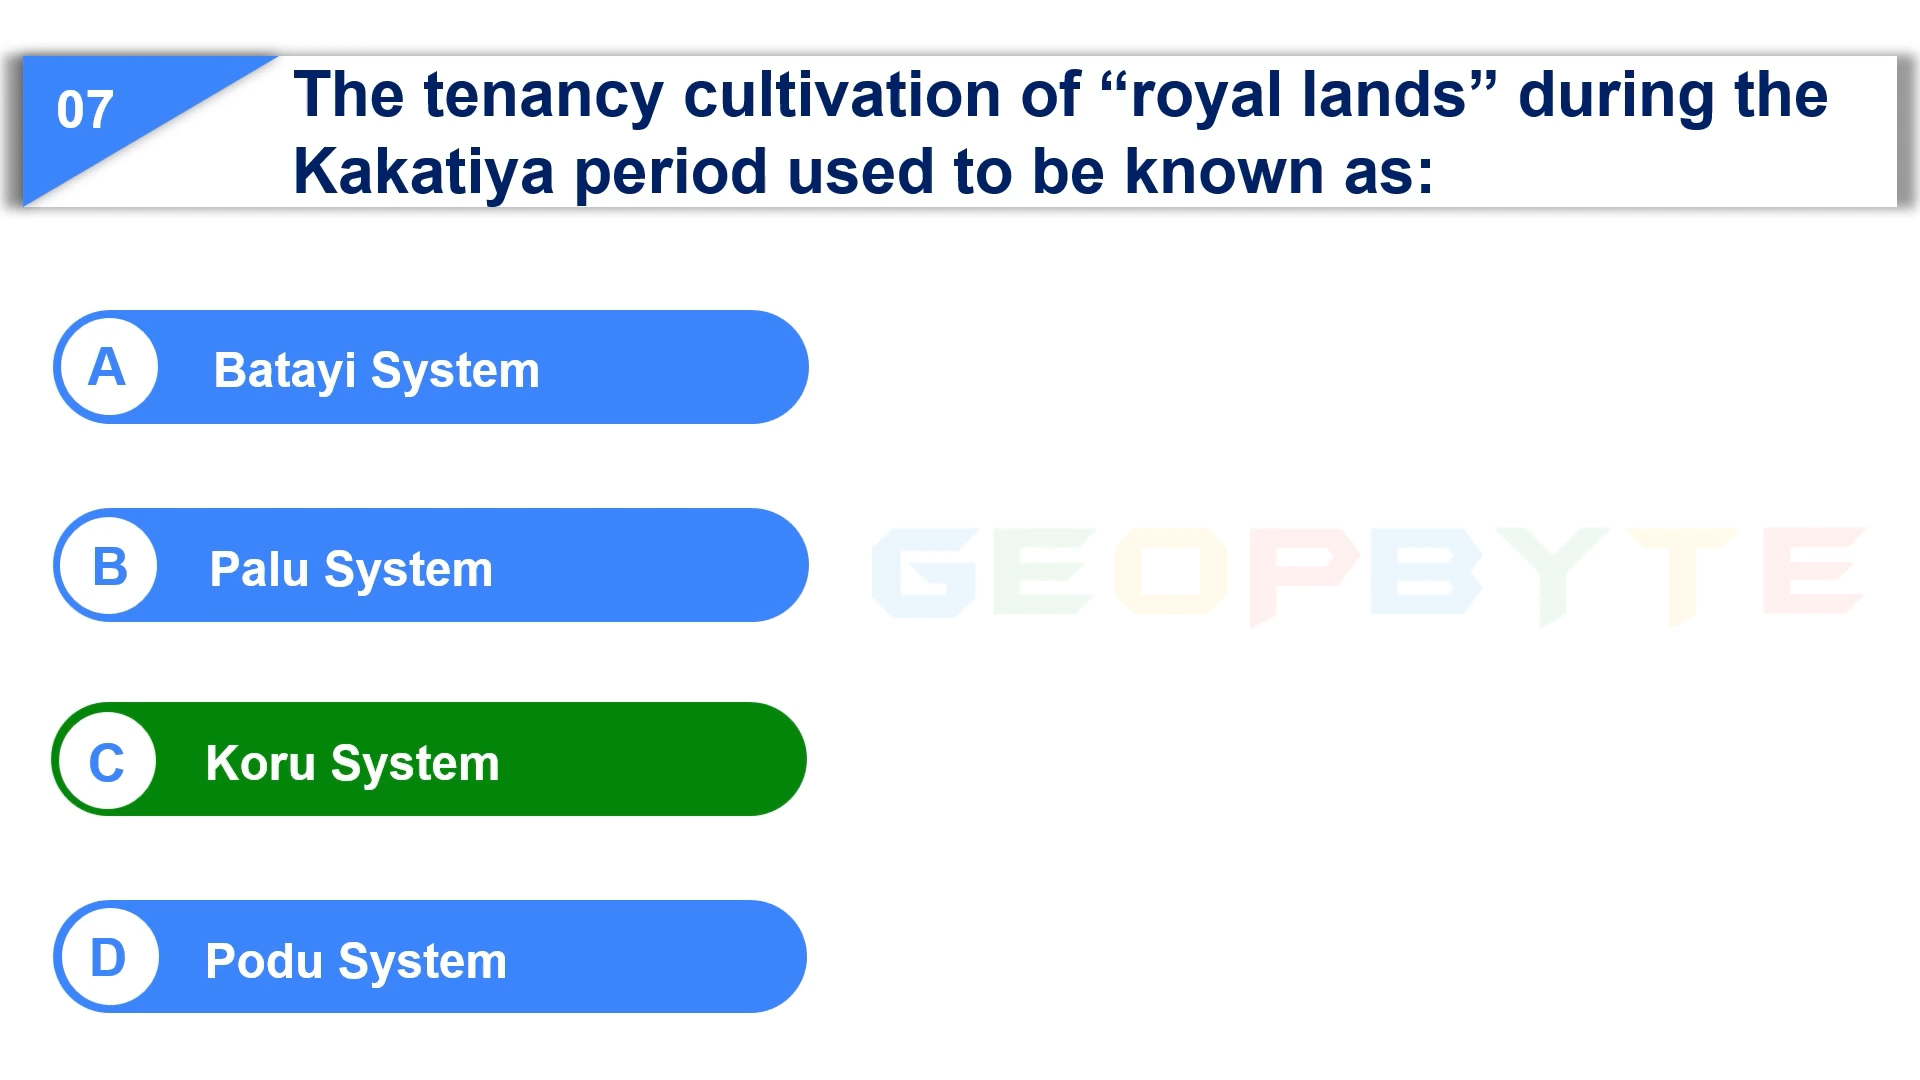 07
The tenancy cultivation of “royal lands” during the
Kakatiya period used to be known as:
A Batayi System
B Palu System
GEOPBYTE
C Koru System
D Podu System